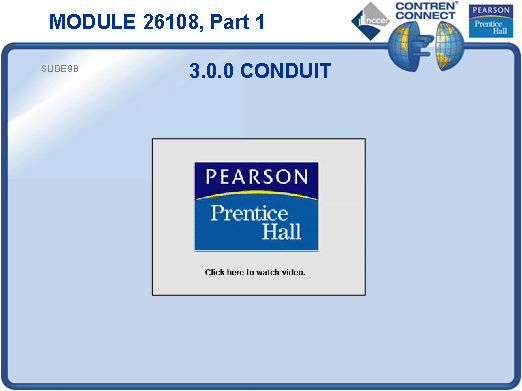 MODULE 26108, Part 1
nccer
CONTREN®
CONNECT
PEARSON
Prentice
Hall
SLIDE 9B
3.0.0 CONDUIT
PEARSON
Prentice
Hall
Click here to watch video.